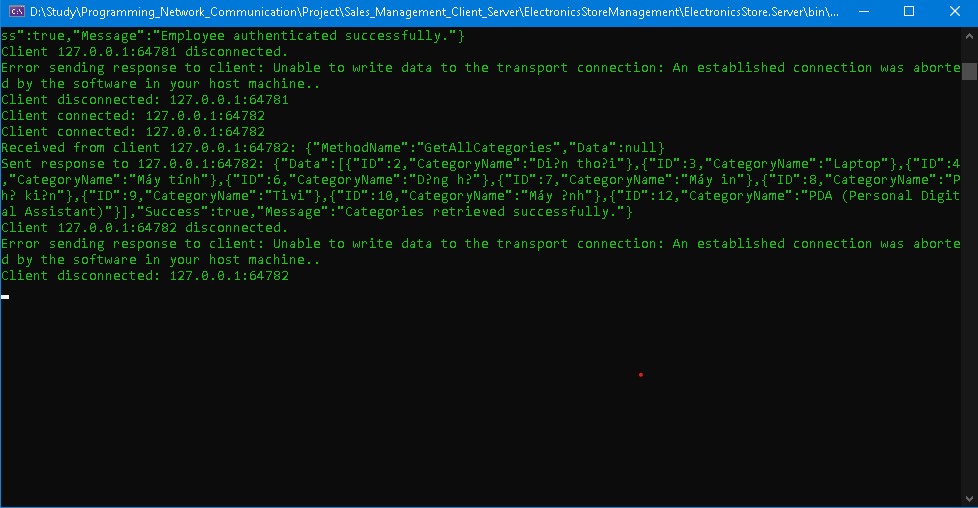 D:\Study\Programming_Network_Communication\Project\Sales_Management_Client_Server\ElectronicsStoreManagement\ElectronicsStore.Server\bin\...
ss":true,"Message":"Employee authenticated successfully."}
Client 127.0.0.1:64781 disconnected.
Error sending response to client: Unable to write data to the transport connection: An established connection was aborte
d by the software in your host machine..
Client disconnected: 127.0.0.1:64781
Client connected: 127.0.0.1:64782
Client connected: 127.0.0.1:64782
Received from client 127.0.0.1:64782: {"MethodName":"GetAllCategories","Data":null}
Sent response to 127.0.0.1:64782: {"Data":[{"ID":2,"CategoryName":"Di?n tho?i"},{"ID":3,"CategoryName":"Laptop"},{"ID":4
,"CategoryName":"Máy tính"},{"ID":6,"CategoryName":"D?ng h?"},{"ID":7,"CategoryName":"Máy in"},{"ID":8,"CategoryName":"P
h? ki?n"},{"ID":9,"CategoryName":"Tivi"},{"ID":10,"CategoryName":"Máy ?nh"},{"ID":12,"CategoryName":"PDA (Personal Digit
al Assistant)"}],"Success":true,"Message":"Categories retrieved successfully."}
Client 127.0.0.1:64782 disconnected.
Error sending response to client: Unable to write data to the transport connection: An established connection was aborte
d by the software in your host machine..
Client disconnected: 127.0.0.1:64782